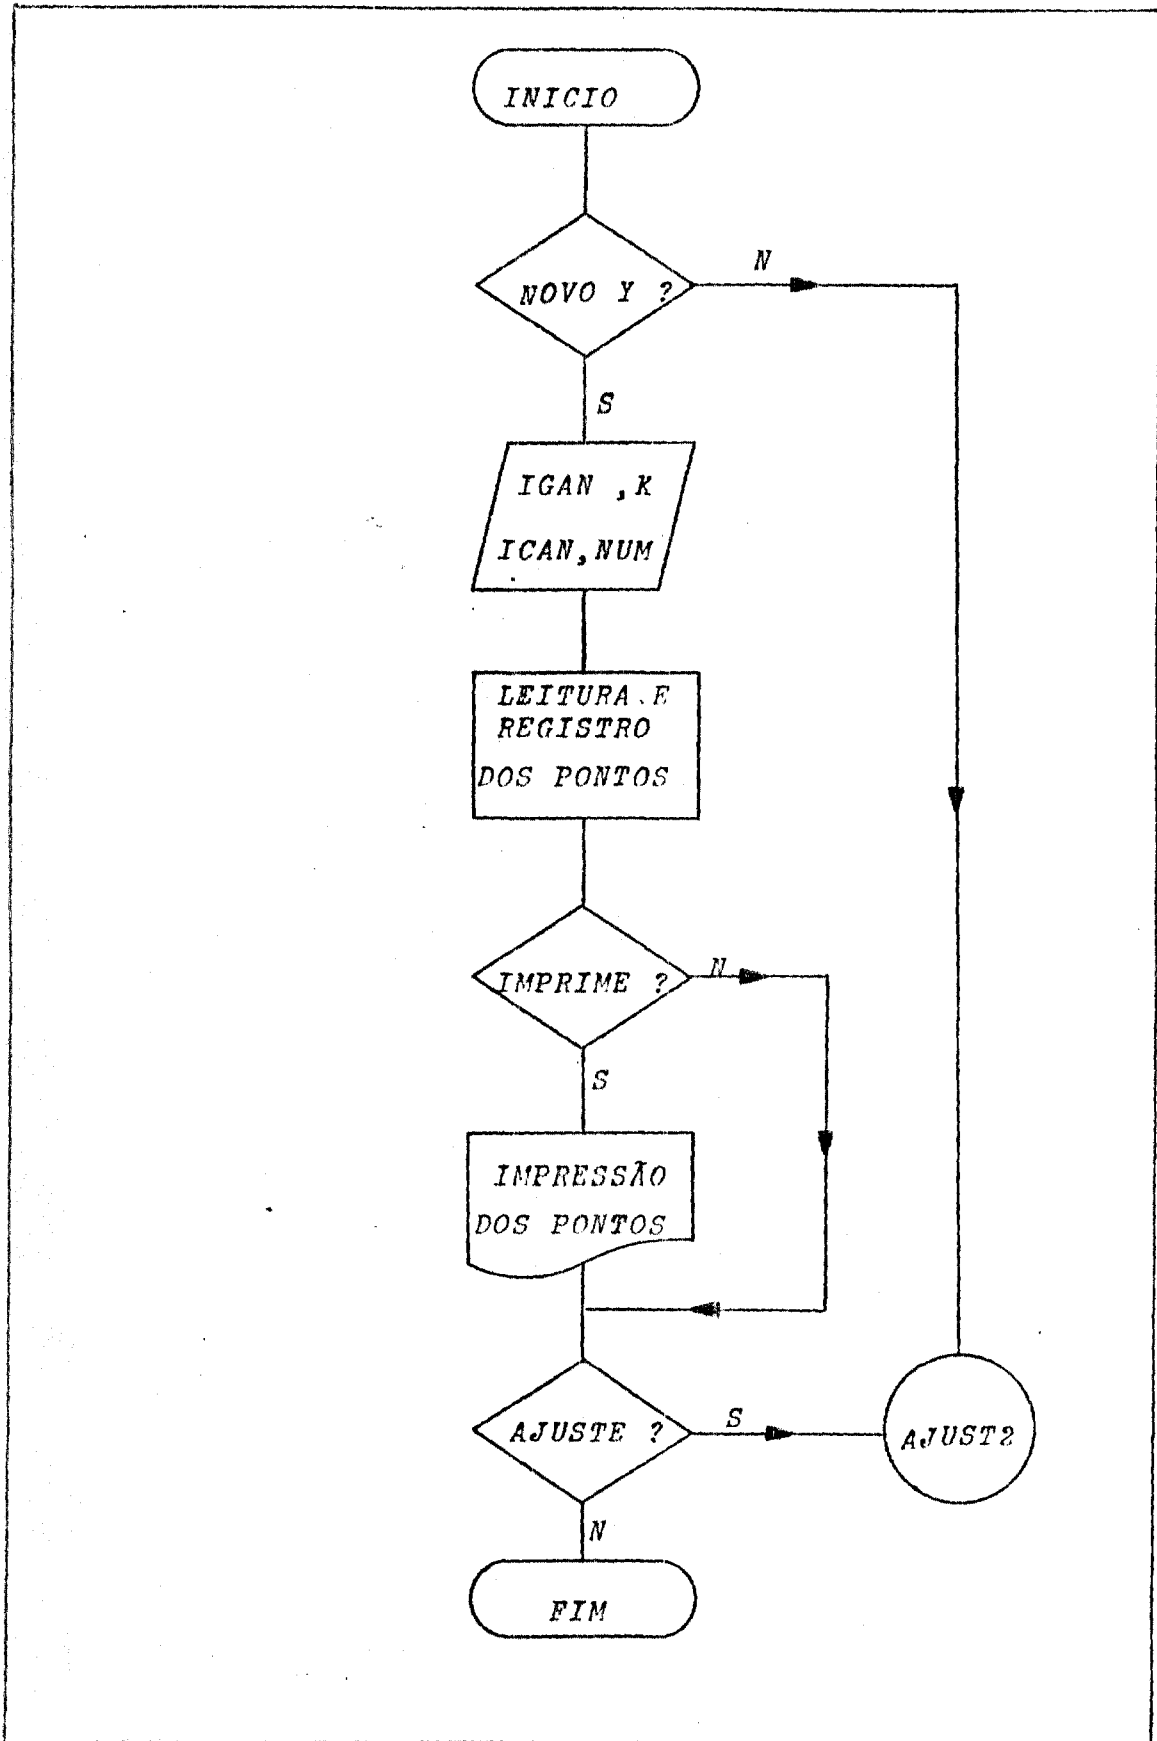 INICIO
NOVO Y ?
N
S
IGAN ,K
ICAN,NUM
LEITURA E
REGISTRO
DOS PONTOS
IMPRIME ?
N
S
IMPRESSÃO
DOS PONTOS
AJUSTE ?
S
AJUST2
N
FIM